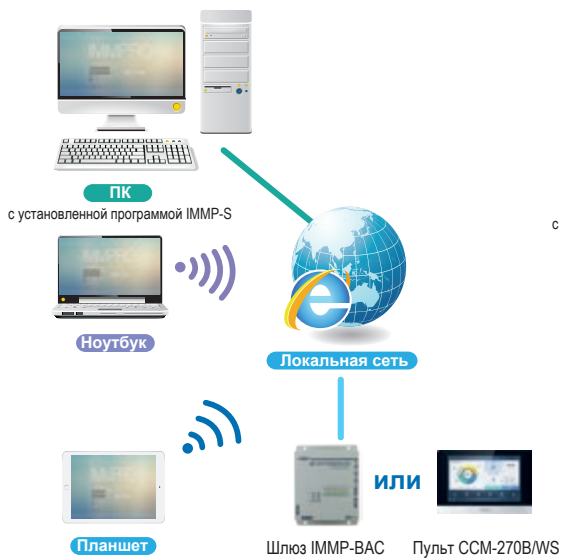 ПК
с установленной программой IMMP-S
с
Ноутбук
Локальная сеть
или
Планшет
Шлюз IMMP-BAC
Пульт CCM-270B/WS